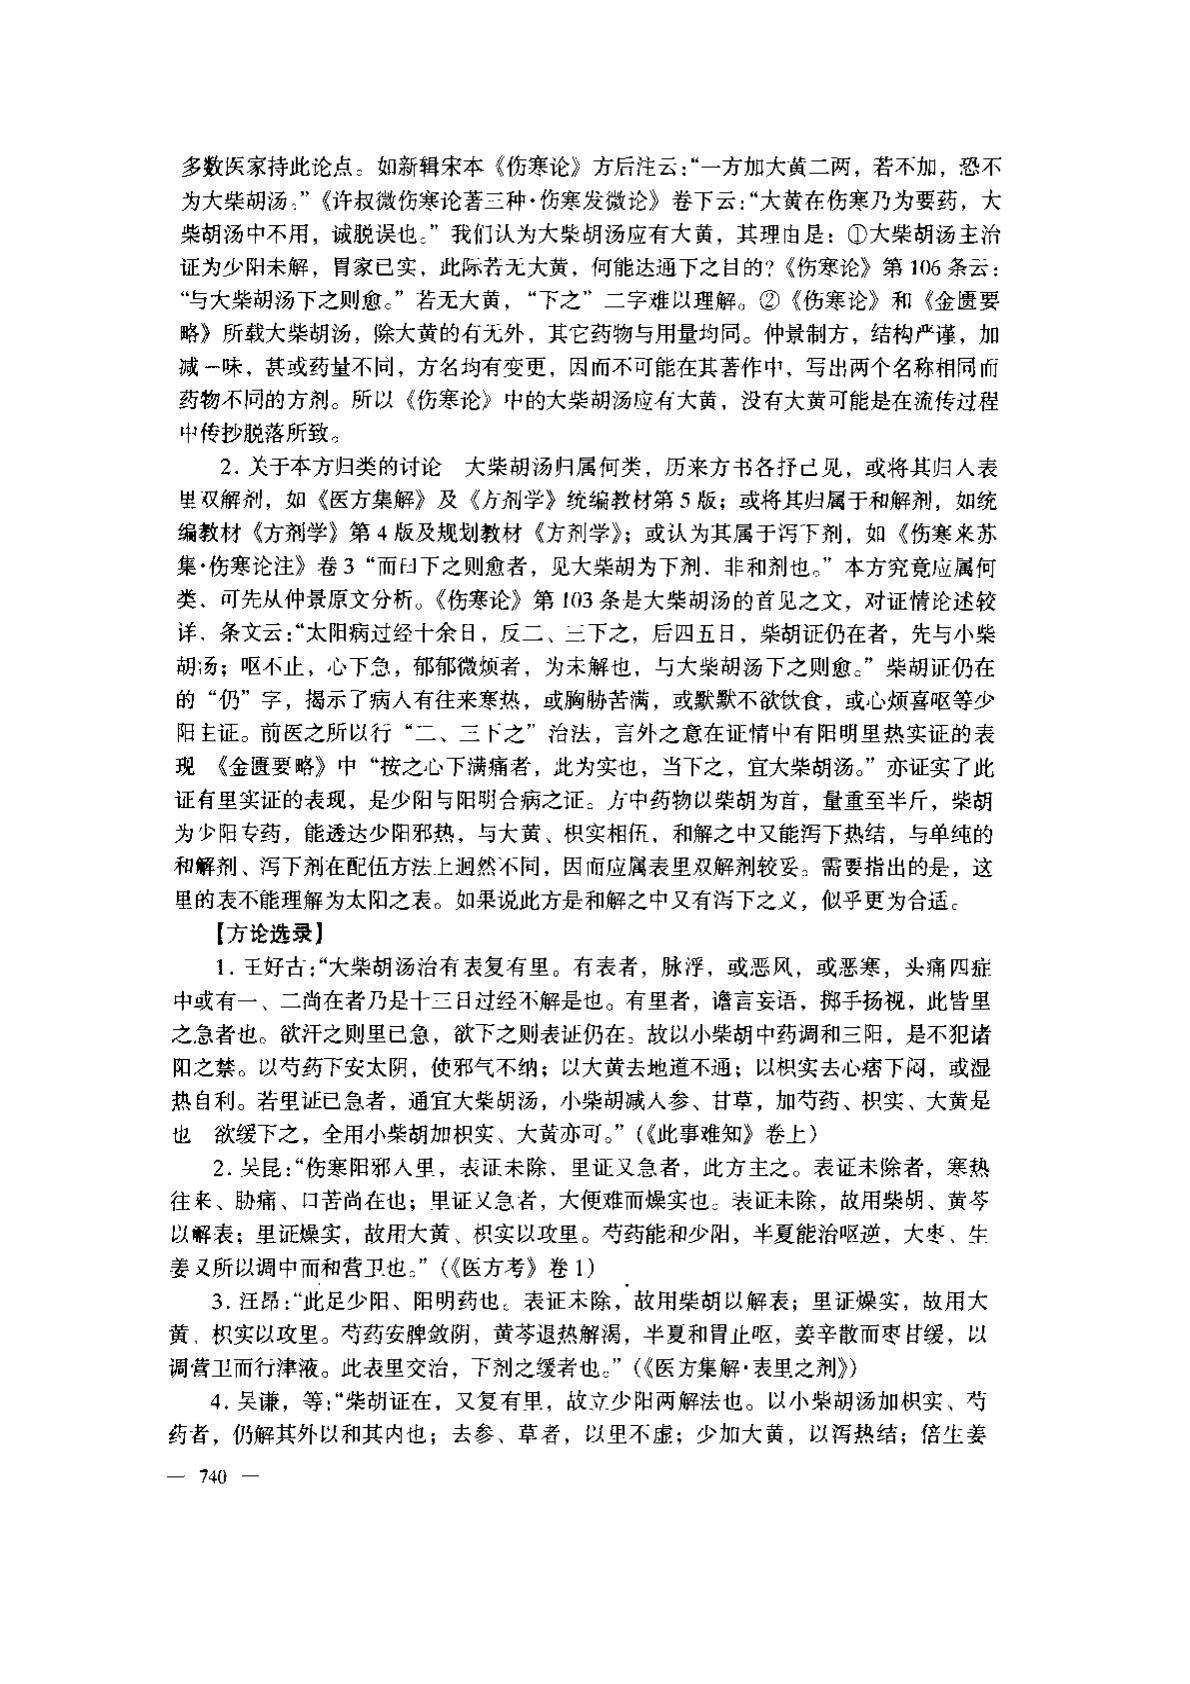 多数医家持此论点。如新辑宋本《伤寒论》方后注云：“一方加大黄二两，若不加，恐不
为大柴胡汤。”《许叔微伤寒论著三种·伤寒发微论》卷下云：“大黄在伤寒乃为要药，大
柴胡汤中不用，诚脱误也。”我们认为大柴胡汤应有大黄，其理由是：①大柴胡汤主治
证为少阳未解，胃家已实，此际若无大黄，何能达通下之目的？《伤寒论》第106条云：
“与大柴胡汤下之则愈。”若无大黄，“下之”二字难以理解。②《伤寒论》和《金匮要
略》所载大柴胡汤，除大黄的有无外，其它药物与用量均同。仲景制方，结构严谨，加
减一味，甚或药量不同，方名均有变更，因而不可能在其著作中，写出两个名称相同而
药物不同的方剂。所以《伤寒论》中的大柴胡汤应有大黄，没有大黄可能是在流传过程
中传抄脱落所致。
2. 关于本方归类的讨论　大柴胡汤归属何类，历来方书各抒己见，或将其归入表
里双解剂，如《医方集解》及《方剂学》统编教材第5版；或将其归属于和解剂，如统
编教材《方剂学》第4版及规划教材《方剂学》；或认为其属于泻下剂，如《伤寒来苏
集·伤寒论注》卷3“而曰下之则愈者，见大柴胡为下剂，非和剂也。”本方究竟应属何
类，可先从仲景原文分析。《伤寒论》第103条是大柴胡汤的首见之文，对证情论述较
详，条文云：“太阳病过经十余日，反二、三下之，后四五日，柴胡证仍在者，先与小柴
胡汤；呕不止，心下急，郁郁微烦者，为未解也，与大柴胡汤下之则愈。”柴胡证仍在
的“仍”字，揭示了病人有往来寒热，或胸胁苦满，或默默不欲饮食，或心烦喜呕等少
阳主证。前医之所以行“二、三下之”治法，言外之意在证情中有阳明里热实证的表
现　《金匮要略》中“按之心下满痛者，此为实也，当下之，宜大柴胡汤。”亦证实了此
证有里实证的表现，是少阳与阳明合病之证。方中药物以柴胡为首，量重至半斤，柴胡
为少阳专药，能透达少阳邪热，与大黄、枳实相伍，和解之中又能泻下热结，与单纯的
和解剂、泻下剂在配伍方法上迥然不同，因而应属表里双解剂较妥。需要指出的是，这
里的表不能理解为太阳之表。如果说此方是和解之中又有泻下之义，似乎更为合适。
【方论选录】
1. 王好古：“大柴胡汤治有表复有里。有表者，脉浮，或恶风，或恶寒，头痛四症
中或有一、二尚在者乃是十三日过经不解是也。有里者，谵言妄语，掷手扬视，此皆里
之急者也。欲汗之则里已急，欲下之则表证仍在。故以小柴胡中药调和三阳，是不犯诸
阳之禁。以芍药下安太阴，使邪气不纳；以大黄去地道不通；以枳实去心痞下闷，或湿
热自利。若里证已急者，通宜大柴胡汤，小柴胡减人参、甘草，加芍药、枳实、大黄是
也　欲缓下之，全用小柴胡加枳实、大黄亦可。”（《此事难知》卷上）
2. 吴昆：“伤寒阳邪入里，表证未除，里证又急者，此方主之。表证未除者，寒热
往来、胁痛、口苦尚在也；里证又急者，大便难而燥实也。表证未除，故用柴胡、黄芩
以解表；里证燥实，故用大黄、枳实以攻里。芍药能和少阳，半夏能治呕逆，大枣、生
姜又所以调中而和营卫也。”（《医方考》卷1）
3. 汪昂：“此足少阳、阳明药也。表证未除，故用柴胡以解表；里证燥实，故用大
黄、枳实以攻里。芍药安脾敛阴，黄芩退热解渴，半夏和胃止呕，姜辛散而枣甘缓，以
调营卫而行津液。此表里交治，下剂之缓者也。”（《医方集解·表里之剂》）
4. 吴谦，等：“柴胡证在，又复有里，故立少阳两解法也。以小柴胡汤加枳实、芍
药者，仍解其外以和其内也；去参、草者，以里不虚；少加大黄，以泻热结；倍生姜
— 740 —